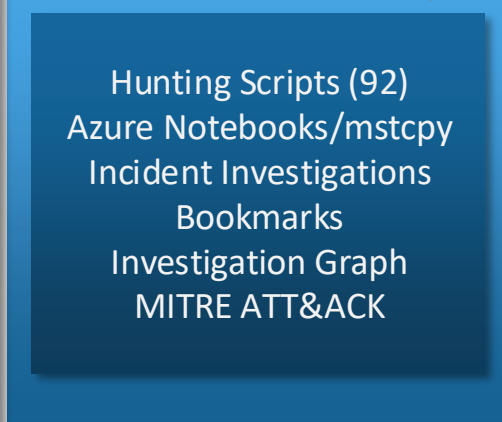 Hunting Scripts (92)
Azure Notebooks/mstcpy
Incident Investigations
Bookmarks
Investigation Graph
MITRE ATT&ACK